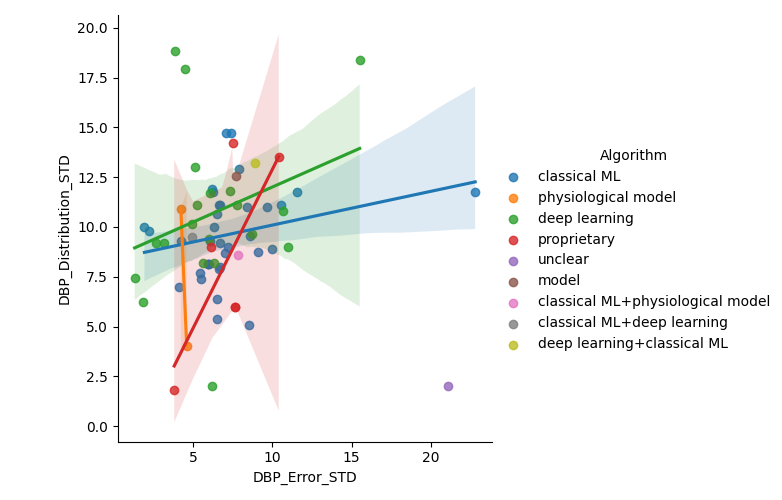 20.0
17.5
15.0
12.5
10.0
7.5
5.0
2.5
0.0
DBP_Distribution_STD
5
10
15
20
DBP_Error_STD
Algorithm
classical ML
physiological model
deep learning
proprietary
unclear
model
classical ML+physiological model
classical ML+deep learning
deep learning+classical ML